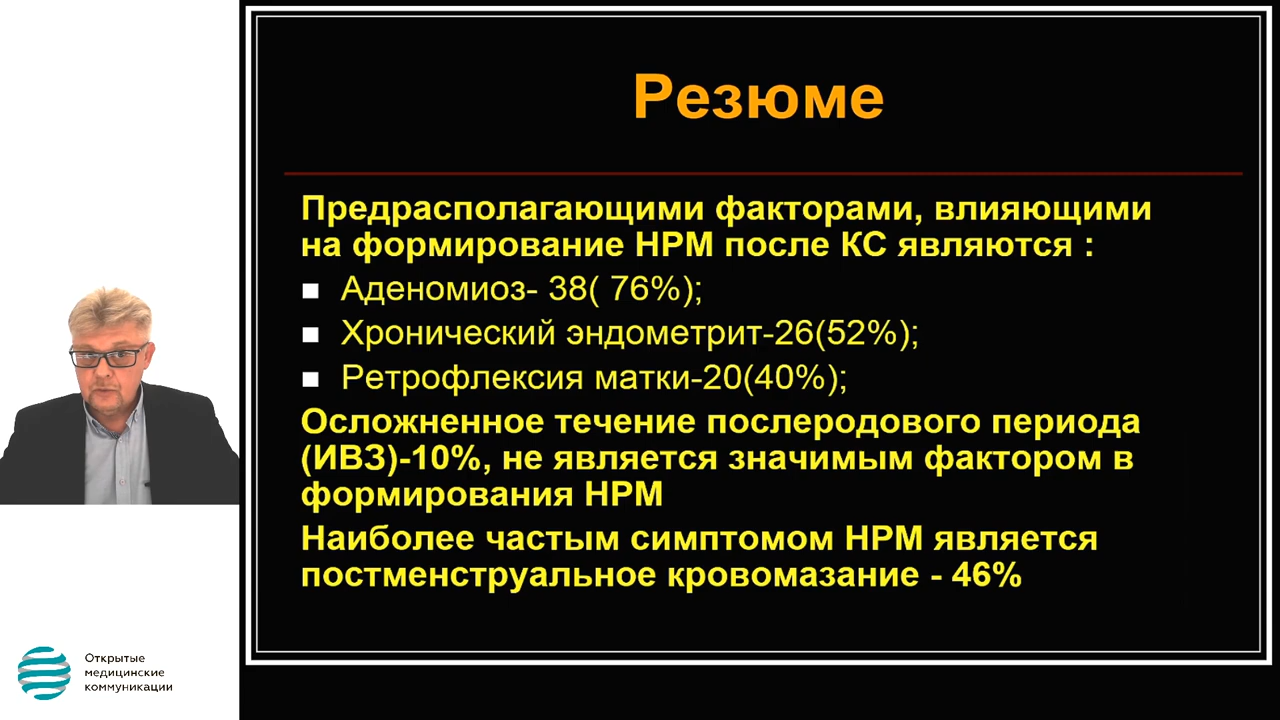 Резюме
Предрасполагающими факторами, влияющими
на формирование НРМ после КС являются :
Аденомиоз- 38( 76%);
Хронический эндометрит-26(52%);
Ретрофлексия матки-20(40%);
Осложненное течение послеродового периода
(ИВЗ)-10%, не является значимым фактором в
формирования НРМ
Наиболее частым симптомом НРМ является
постменструальное кровомазание - 46%
Открытые
медицинские
коммуникации